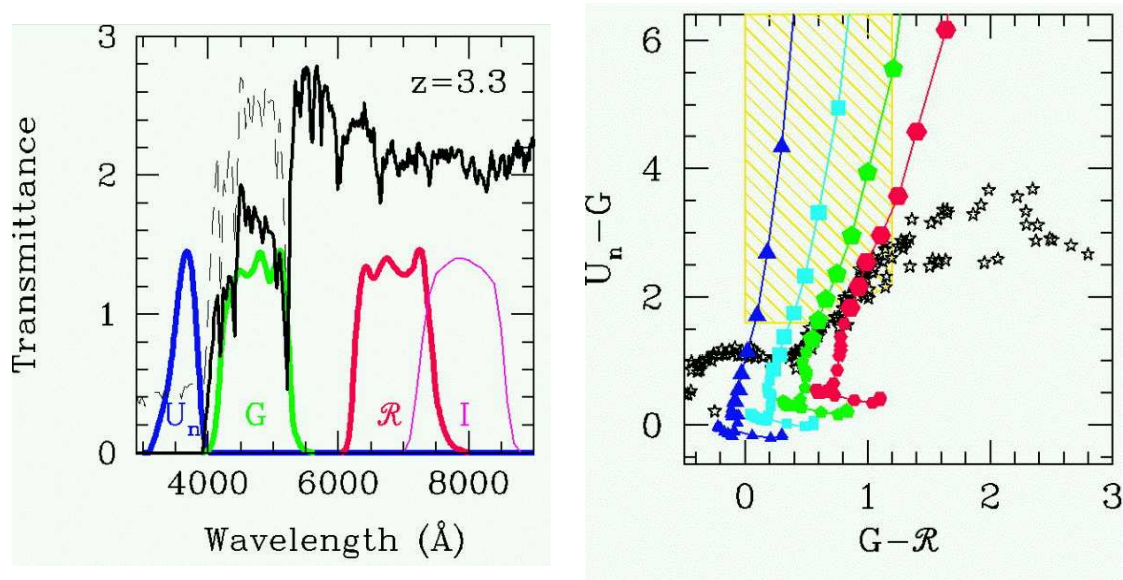 3
2
1
0
Transmittance
z=3.3
Uₙ
G
ℛ
I
4000
6000
8000
Wavelength (Å)
6
4
2
0
Uₙ–G
0
1
2
3
G–ℛ